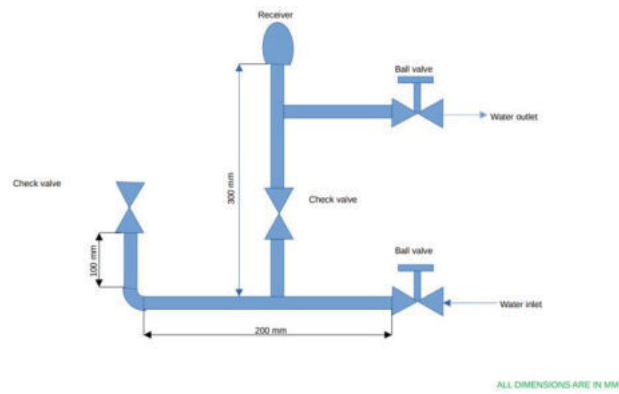 Receiver
Ball valve
Water outlet
Check valve
300 mm
Check valve
100 mm
Ball valve
Water inlet
200 mm
ALL DIMENSIONS ARE IN MM